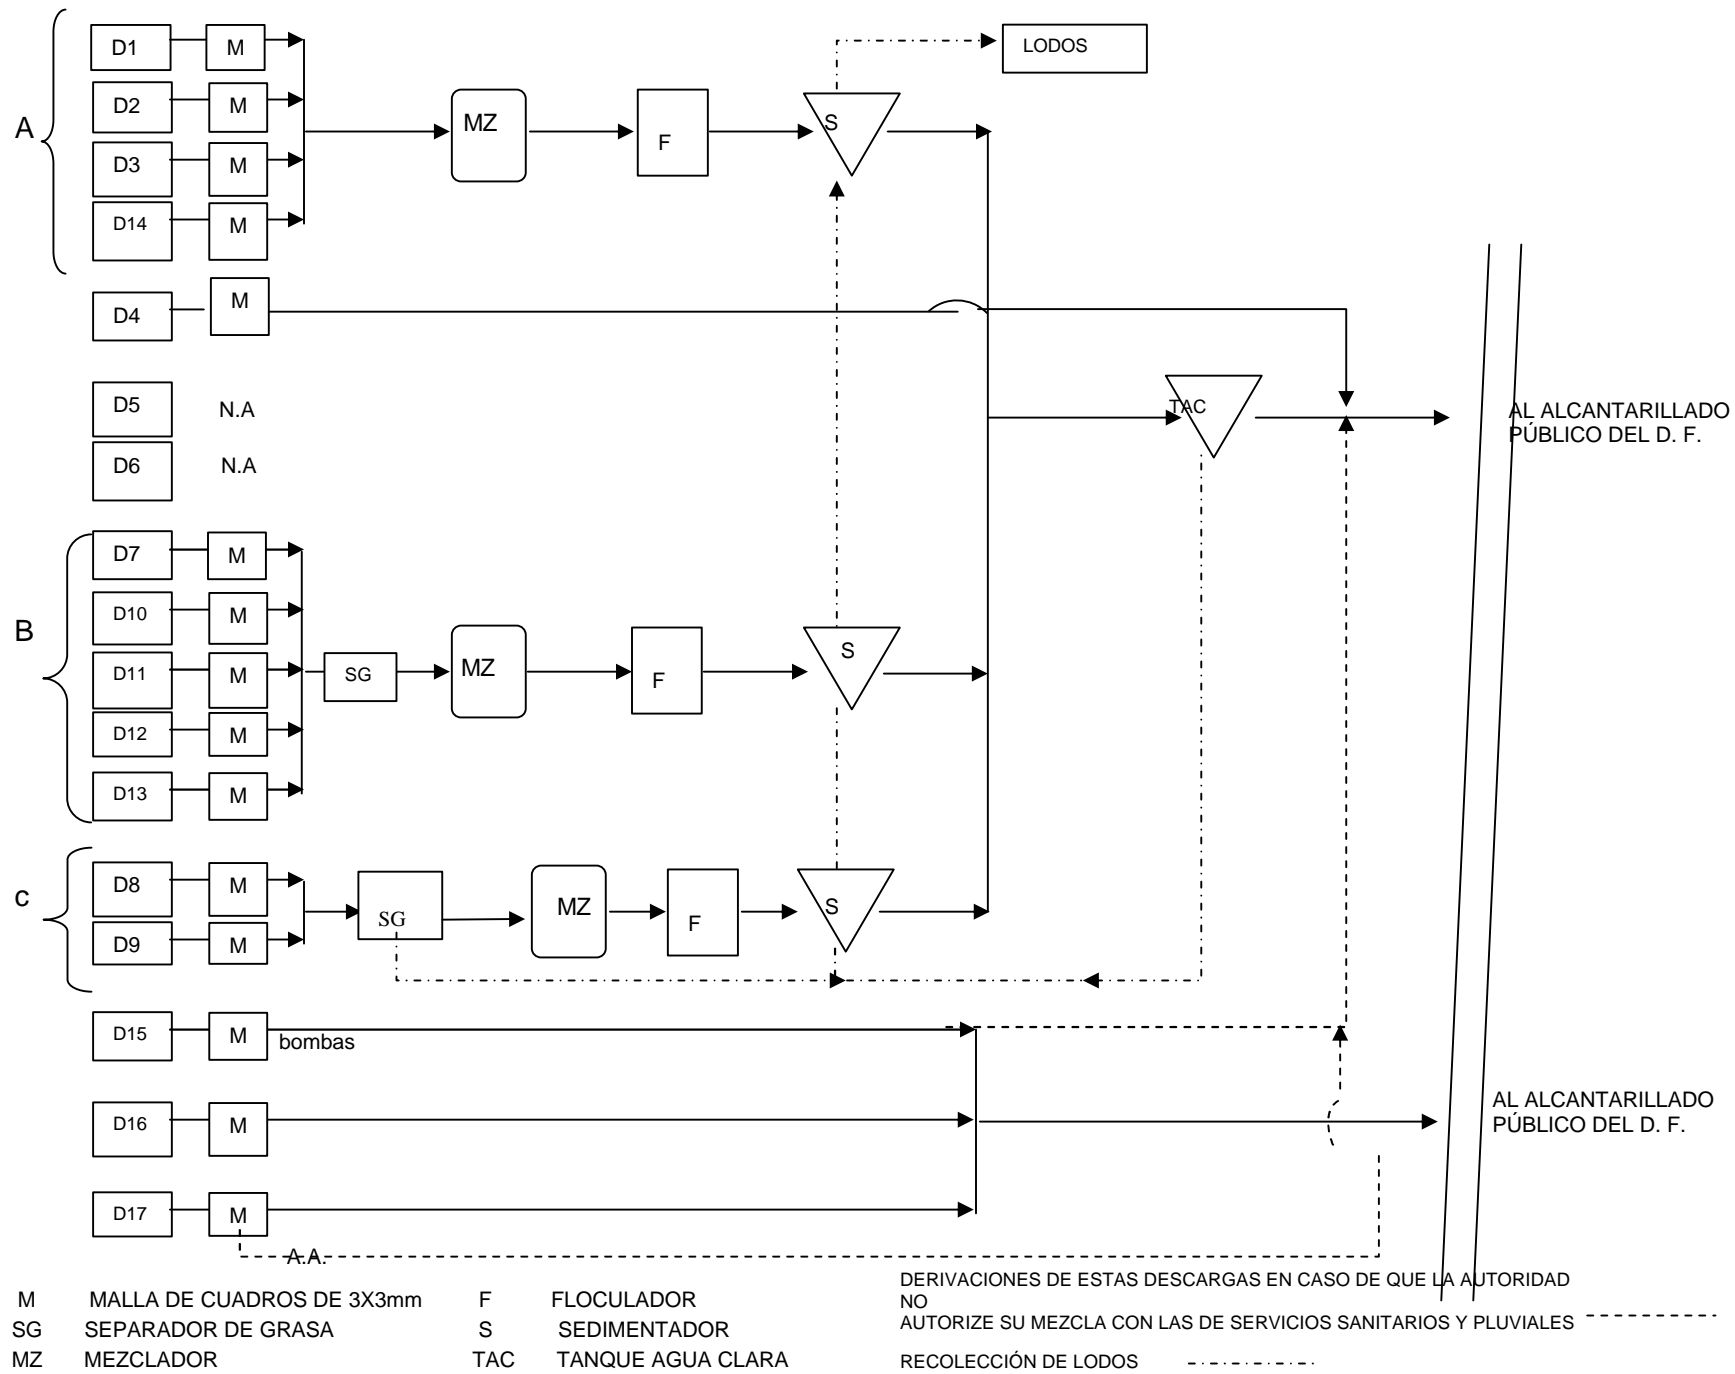 D1 M LODOS
D2 M
A MZ S
F
D3 M
D14 M
D4 M
D5 N.A TAC AL ALCANTARILLADO
PÚBLICO DEL D. F.
D6 N.A
D7 M
D10 M
B
D11 M SG MZ F S
D12 M
D13 M
D8 M
c SG MZ F S
D9 M
D15 M bombas
D16 M AL ALCANTARILLADO
PÚBLICO DEL D. F.
D17 M
A.A.
M MALLA DE CUADROS DE 3X3mm F FLOCULADOR
SG SEPARADOR DE GRASA S SEDIMENTADOR
MZ MEZCLADOR TAC TANQUE AGUA CLARA
DERIVACIONES DE ESTAS DESCARGAS EN CASO DE QUE LA AUTORIDAD
NO
AUTORIZE SU MEZCLA CON LAS DE SERVICIOS SANITARIOS Y PLUVIALES
RECOLECCIÓN DE LODOS